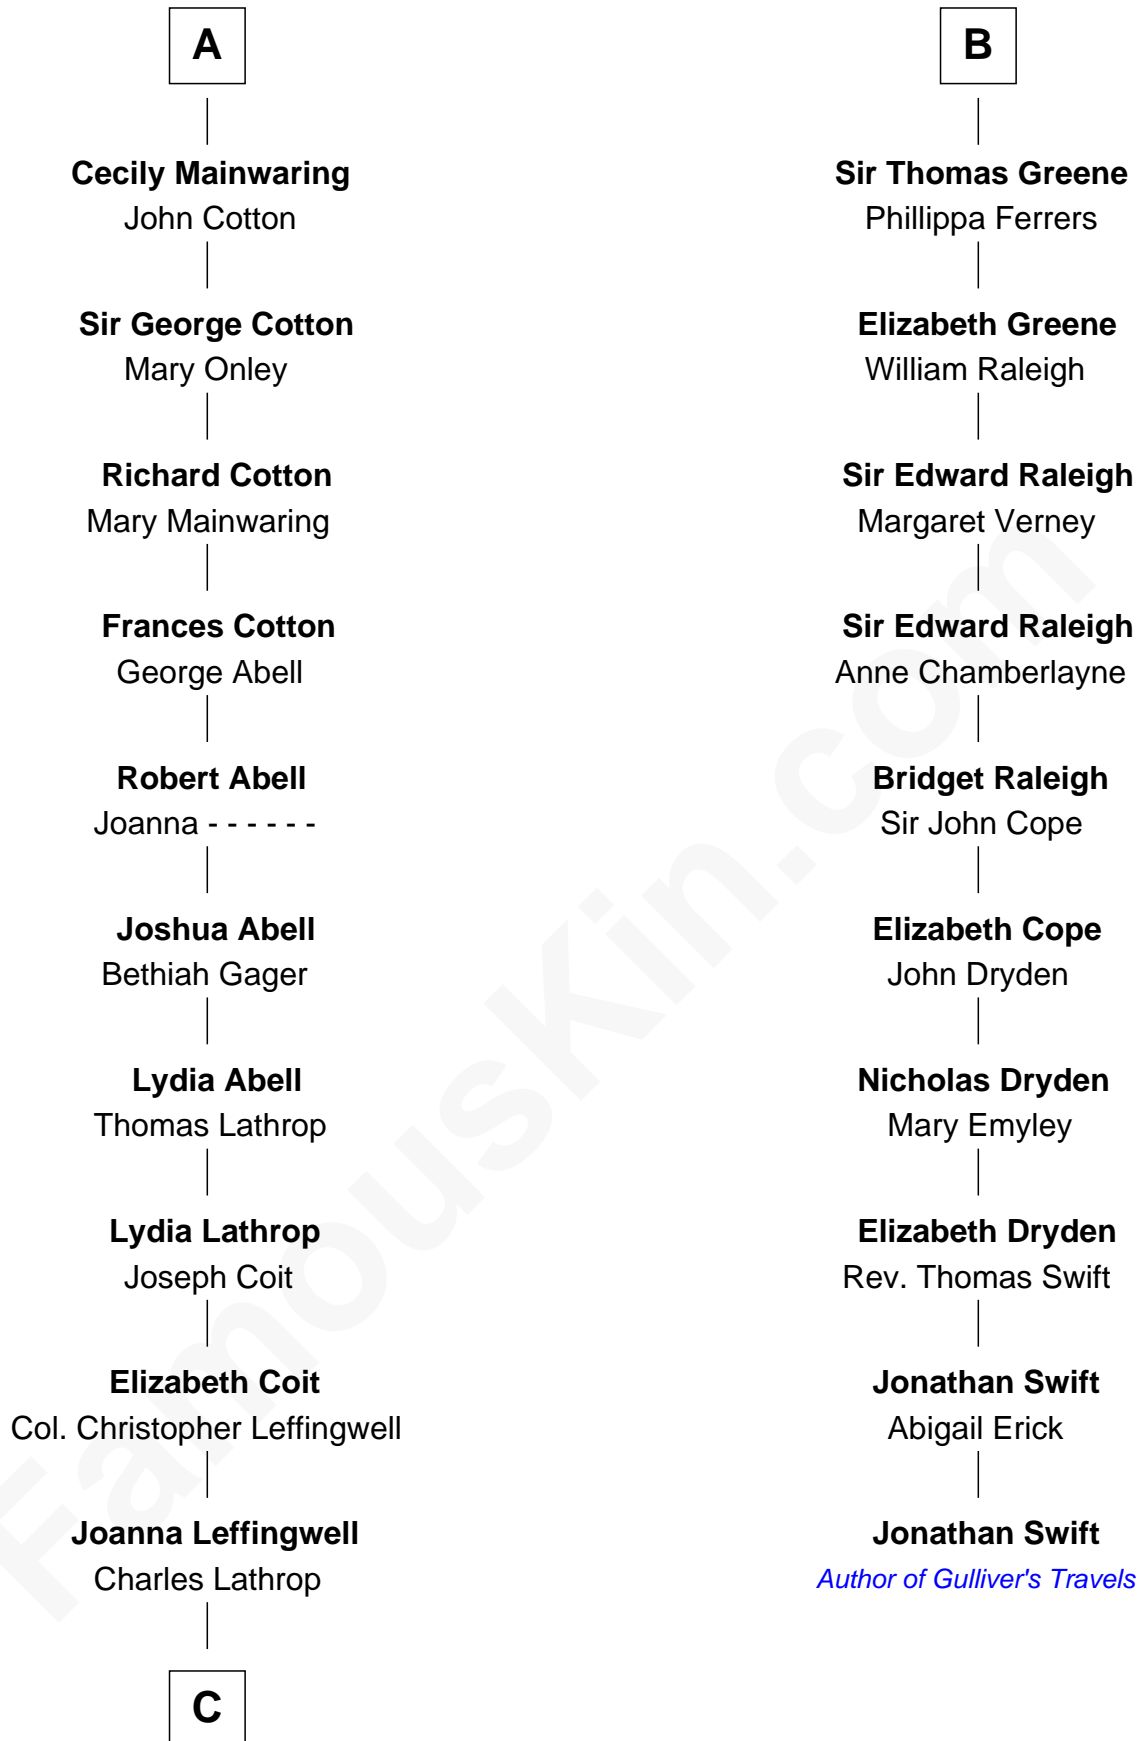 A
Cecily Mainwaring
John Cotton
Sir George Cotton
Mary Onley
Richard Cotton
Mary Mainwaring
Frances Cotton
George Abell
Robert Abell
Joanna - - - - - -
Joshua Abell
Bethiah Gager
Lydia Abell
Thomas Lathrop
Lydia Lathrop
Joseph Coit
Elizabeth Coit
Col. Christopher Leffingwell
Joanna Leffingwell
Charles Lathrop
C
B
Sir Thomas Greene
Phillippa Ferrers
Elizabeth Greene
William Raleigh
Sir Edward Raleigh
Margaret Verney
Sir Edward Raleigh
Anne Chamberlayne
Bridget Raleigh
Sir John Cope
Elizabeth Cope
John Dryden
Nicholas Dryden
Mary Emyley
Elizabeth Dryden
Rev. Thomas Swift
Jonathan Swift
Abigail Erick
Jonathan Swift
Author of Gulliver's Travels
FamousKin.com